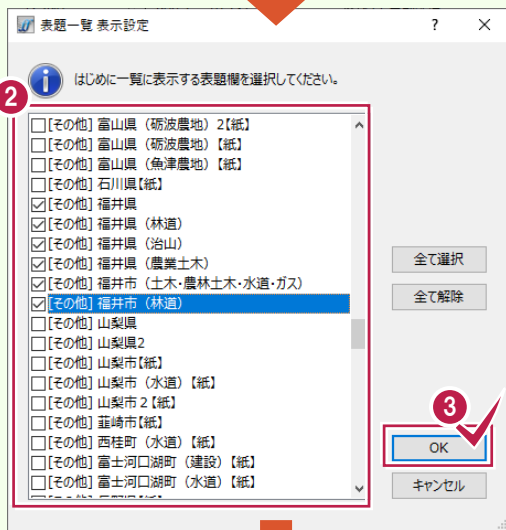 表題一覧 表示設定
?
×
はじめに一覧に表示する表題欄を選択してください。
2
[その他] 富山県（砺波農地）2【紙】
[その他] 富山県（砺波農地）【紙】
[その他] 富山県（魚津農地）【紙】
[その他] 石川県【紙】
[その他] 福井県
[その他] 福井県（林道）
[その他] 福井県（治山）
[その他] 福井県（農業土木）
[その他] 福井市（土木・農林土木・水道・ガス）
[その他] 福井市（林道）
[その他] 山梨県
[その他] 山梨県2
[その他] 山梨市【紙】
[その他] 山梨市（水道）【紙】
[その他] 山梨市２【紙】
[その他] 韮崎市【紙】
[その他] 西桂町（水道）【紙】
[その他] 富士河口湖町（建設）【紙】
[その他] 富士河口湖町（水道）【紙】
全て選択
全て解除
3
OK
キャンセル